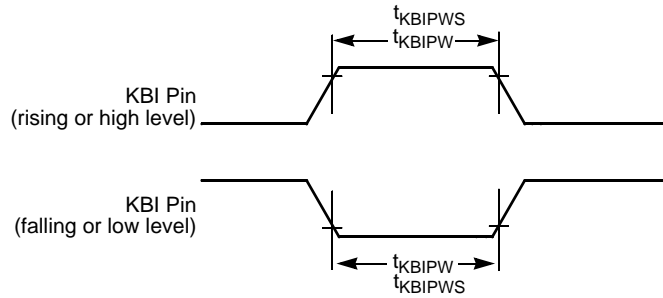 tKBIPWS
tKBIPW
KBI Pin
(rising or high level)
KBI Pin
(falling or low level)
tKBIPW
tKBIPWS